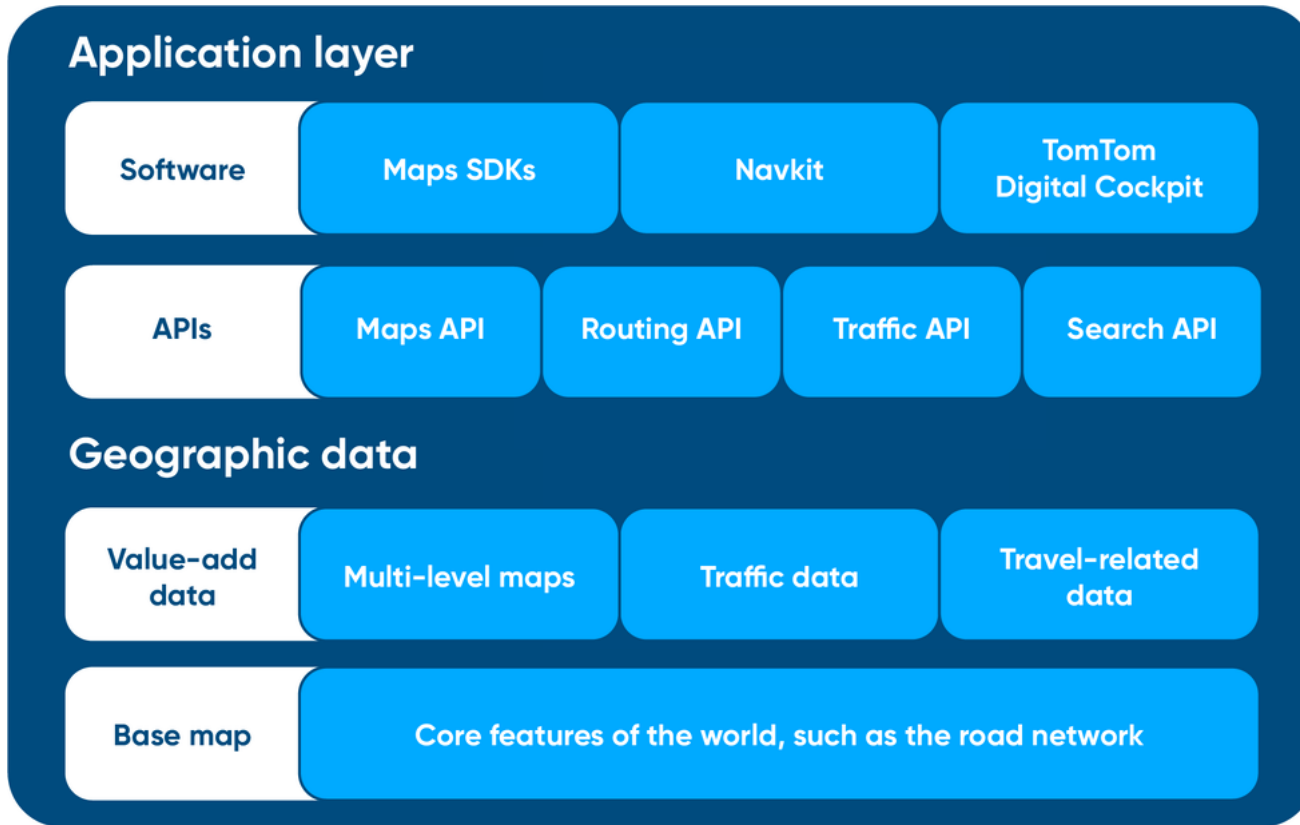 Application layer
Software
Maps SDKs
Navkit
TomTom
Digital Cockpit
APIs
Maps API
Routing API
Traffic API
Search API
Geographic data
Value-add
data
Multi-level maps
Traffic data
Travel-related
data
Base map
Core features of the world, such as the road network